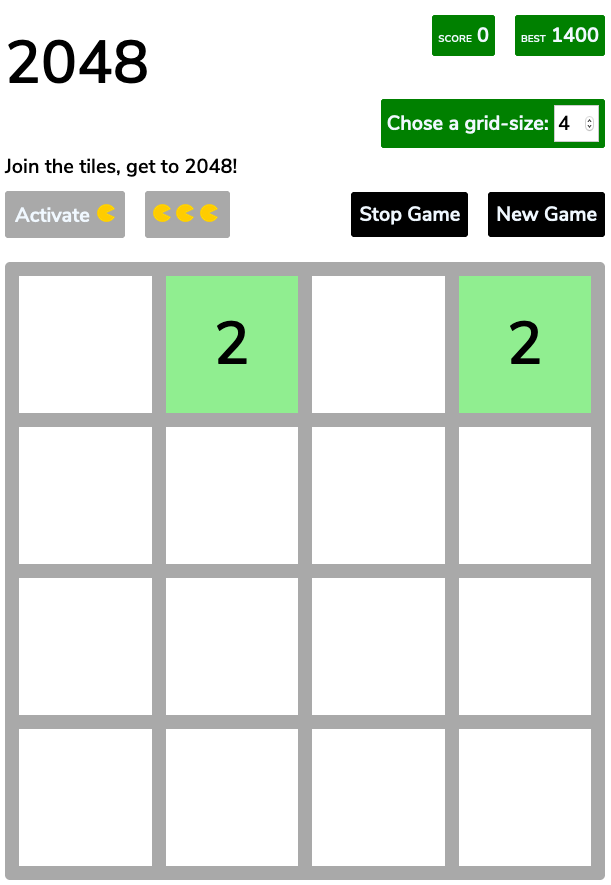 2048
SCORE 0
BEST 1400
Chose a grid-size: 4
Join the tiles, get to 2048!
Activate
Stop Game
New Game
2 2